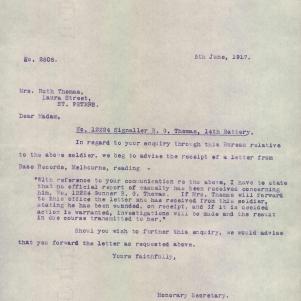 No. 2808.
5th June, 1917.
Mrs. Ruth Thomas,
Laura Street,
ST. PETERS.
Dear Madam,
No. 12224 Signaller R. G. Thomas, 14th Battery.
In regard to your enquiry through this Bureau relative
to the above soldier, we beg to advise the receipt of a letter from
Base Records, Melbourne, reading -
"With reference to your communication re the above, I have to state
that no official report of casualty has been received concerning
him, No. 12224 Gunner R. G. Thomas. If Mrs. Thomas will forward
to this office the letter she has received from this soldier,
stating he has been wounded, on receipt, and if it is decided
action is warranted, investigations will be made and the result
in due course transmitted to her."
Shoul you wish to further this enquiry, we would advise
that you forward the letter as requested above.
Yours faithfully,
Honorary Secretary.